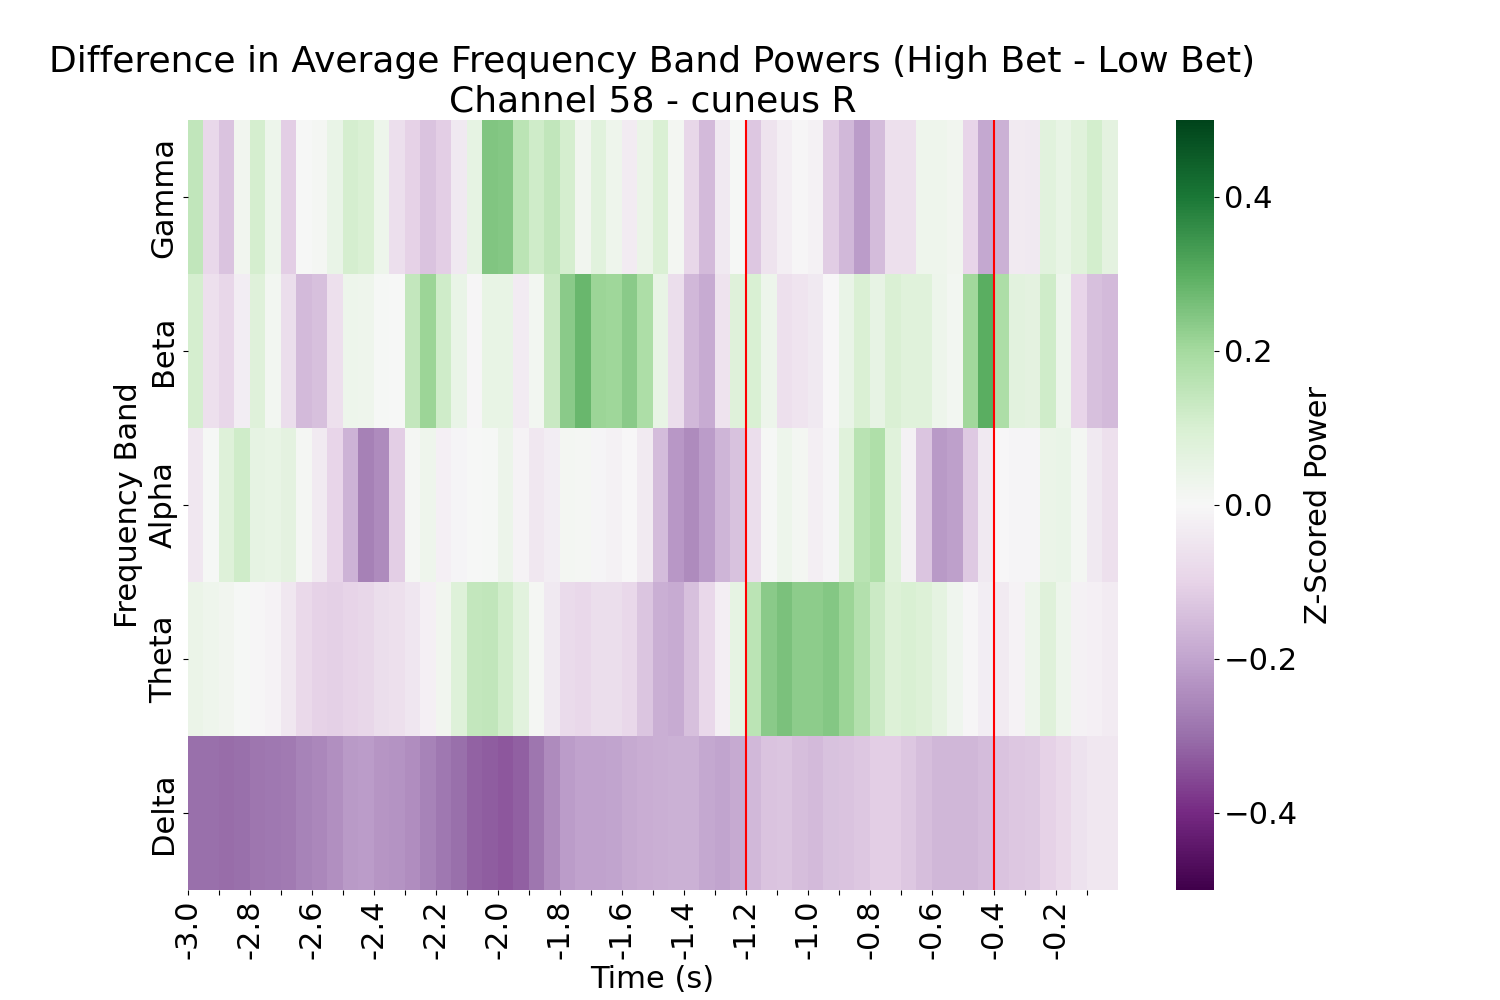 Difference in Average Frequency Band Powers (High Bet - Low Bet)
Channel 58 - cuneus R
Frequency Band
Gamma
Beta
Alpha
Theta
Delta
-3.0
-2.8
-2.6
-2.4
-2.2
-2.0
-1.8
-1.6
-1.4
-1.2
-1.0
-0.8
-0.6
-0.4
-0.2
Time (s)
0.4
0.2
0.0
−0.2
−0.4
Z-Scored Power